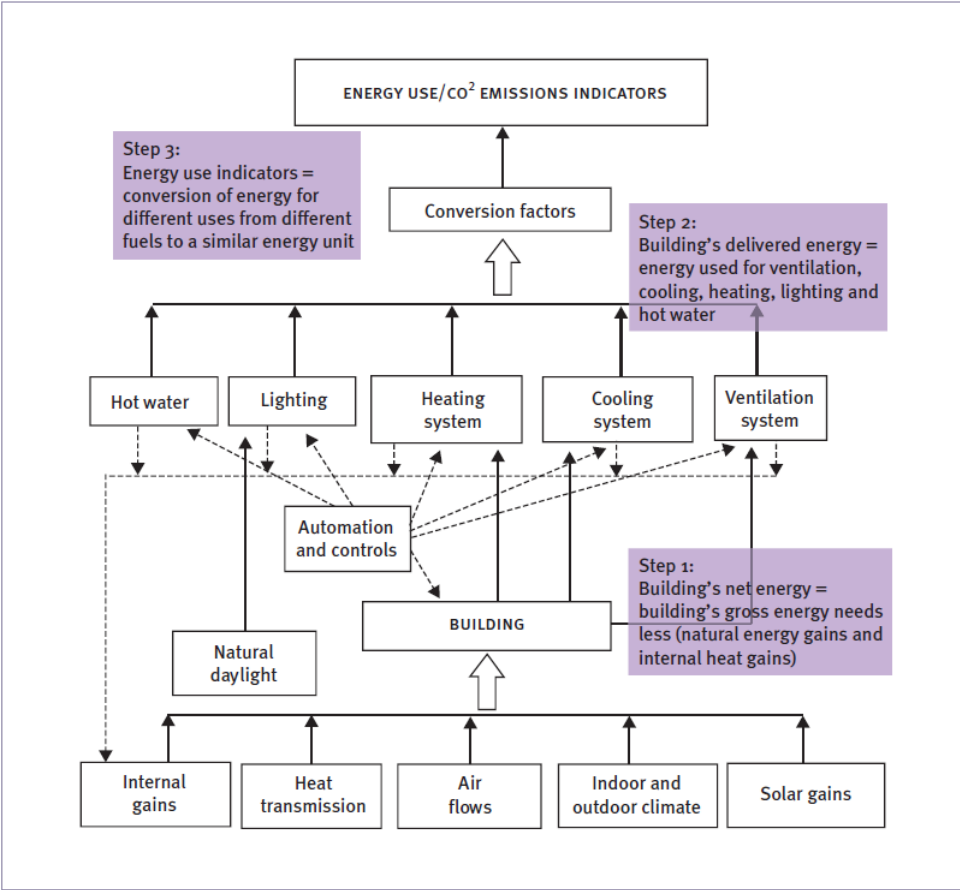 ENERGY USE/CO² EMISSIONS INDICATORS
Step 3:
Energy use indicators =
conversion of energy for
different uses from different
fuels to a similar energy unit
Conversion factors
Step 2:
Building’s delivered energy =
energy used for ventilation,
cooling, heating, lighting and
hot water
Hot water
Lighting
Heating
system
Cooling
system
Ventilation
system
Automation
and controls
Step 1:
Building’s net energy =
building’s gross energy needs
less (natural energy gains and
internal heat gains)
BUILDING
Natural
daylight
Internal
gains
Heat
transmission
Air
flows
Indoor and
outdoor climate
Solar gains